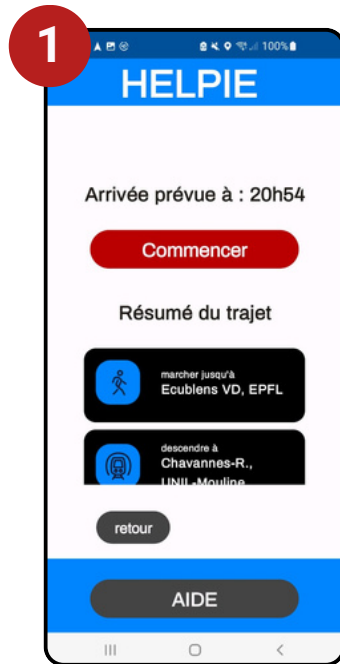 1
100%
HELPIE
Arrivée prévue à : 20h54
Commencer
Résumé du trajet
marcher jusqu'à
Ecublens VD, EPFL
descendre à
Chavannes-R.,
UNIL-Mouline
retour
AIDE